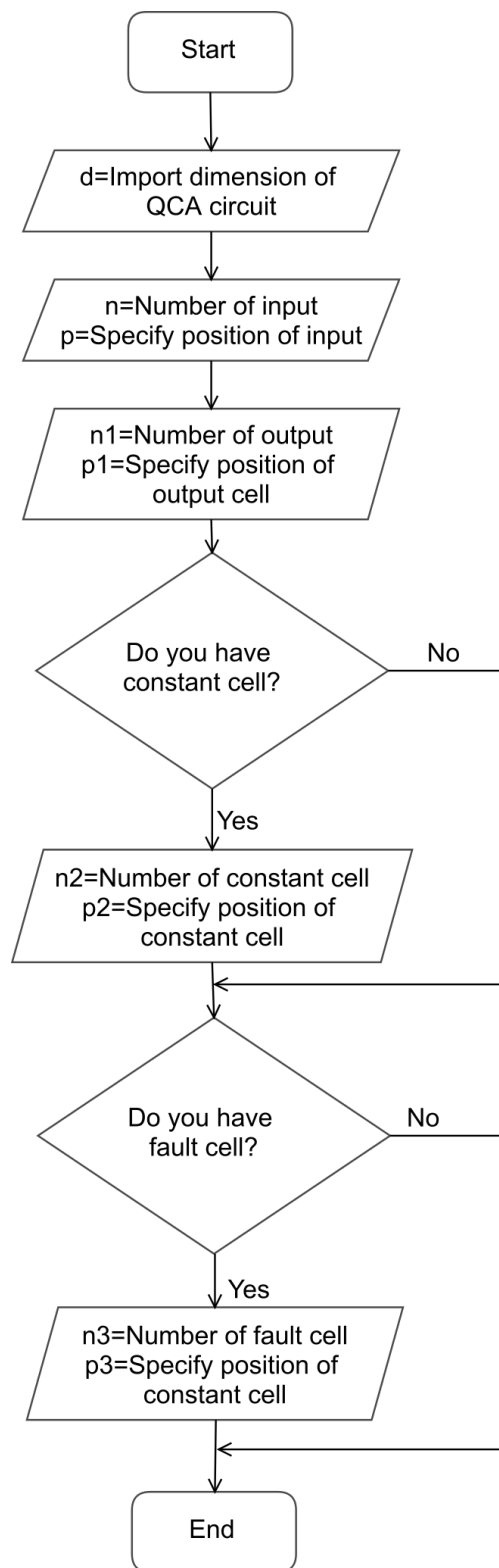 Start
d=Import dimension of
QCA circuit
n=Number of input
p=Specify position of input
n1=Number of output
p1=Specify position of
output cell
Do you have
constant cell?
No
Yes
n2=Number of constant cell
p2=Specify position of
constant cell
Do you have
fault cell?
No
Yes
n3=Number of fault cell
p3=Specify position of
constant cell
End